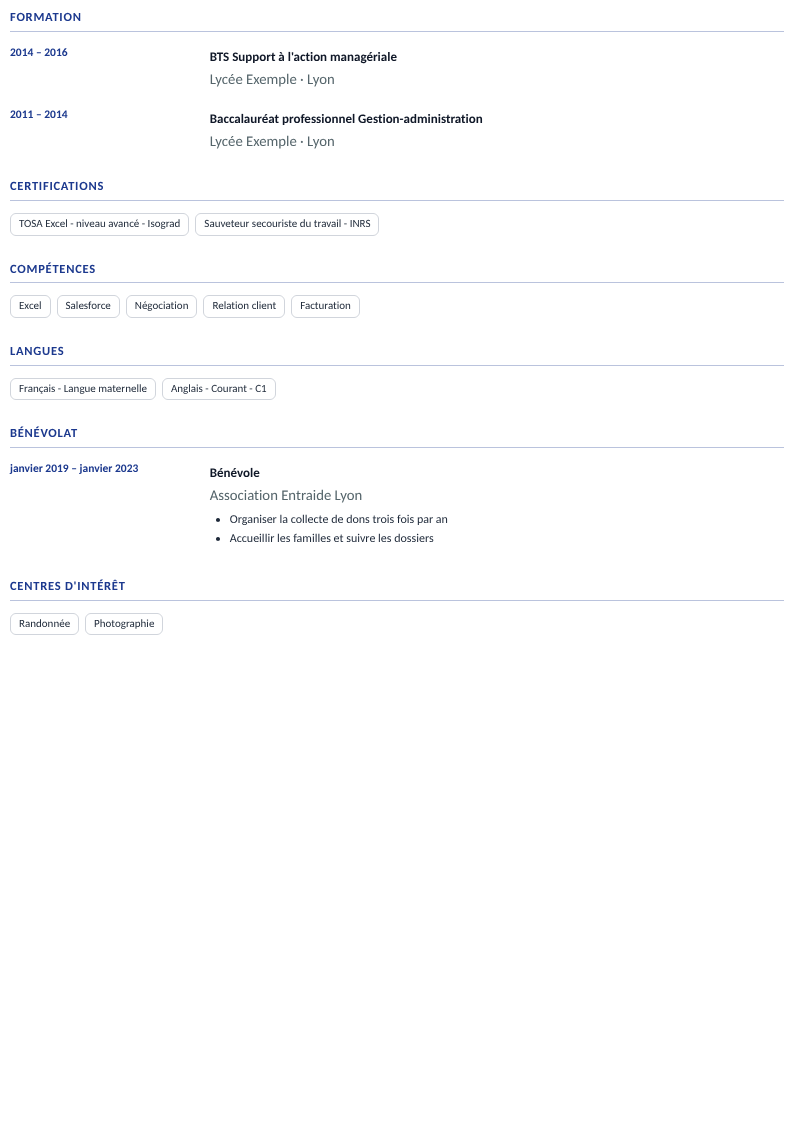 FORMATION
2014 – 2016
BTS Support à l'action managériale
Lycée Exemple · Lyon
2011 – 2014
Baccalauréat professionnel Gestion-administration
Lycée Exemple · Lyon
CERTIFICATIONS
TOSA Excel - niveau avancé - Isograd Sauveteur secouriste du travail - INRS
COMPÉTENCES
Excel Salesforce Négociation Relation client Facturation
LANGUES
Français - Langue maternelle Anglais - Courant - C1
BÉNÉVOLAT
janvier 2019 – janvier 2023
Bénévole
Association Entraide Lyon
• Organiser la collecte de dons trois fois par an
• Accueillir les familles et suivre les dossiers
CENTRES D'INTÉRÊT
Randonnée Photographie